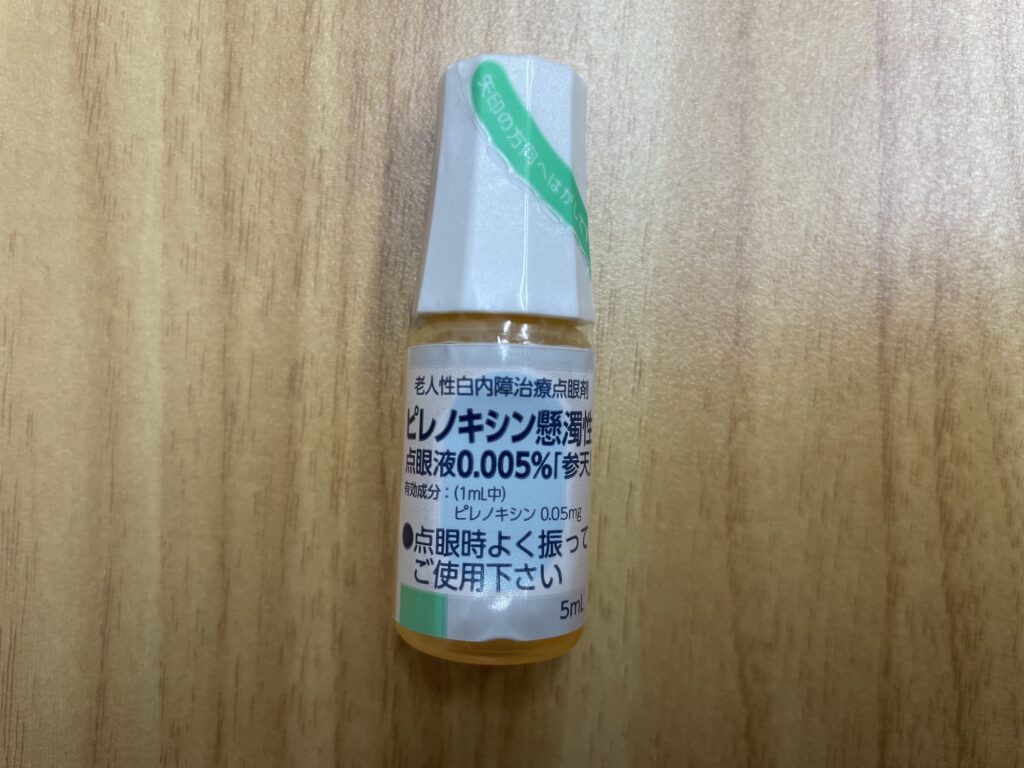 矢印の方向へはがして
老人性白内障治療点眼剤
ピレノキシン懸濁性
点眼液0.005%「参天」
有効成分：(1mL中)
ピレノキシン 0.05mg
●点眼時よく振って
ご使用下さい
5mL